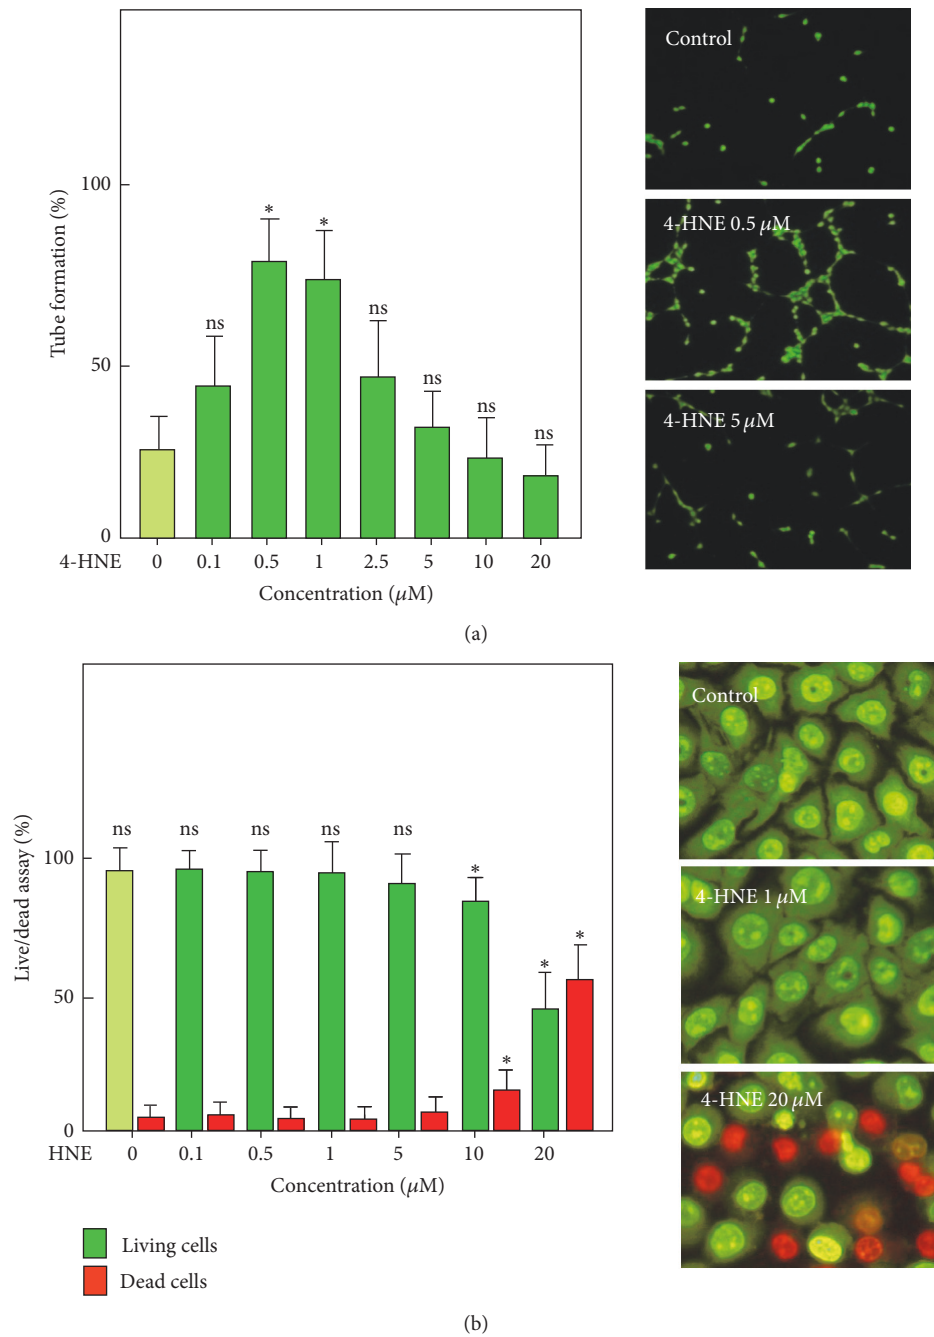 100
50
0
Tube formation (%)
ns
*
*
ns
ns
ns
ns
4-HNE 0 0.1 0.5 1 2.5 5 10 20
Concentration (μM)
Control
4-HNE 0.5 μM
4-HNE 5 μM
(a)
100
50
0
Live/dead assay (%)
ns
ns
ns
ns
ns
*
*
*
*
HNE 0 0.1 0.5 1 5 10 20
Concentration (μM)
Living cells
Dead cells
Control
4-HNE 1 μM
4-HNE 20 μM
(b)